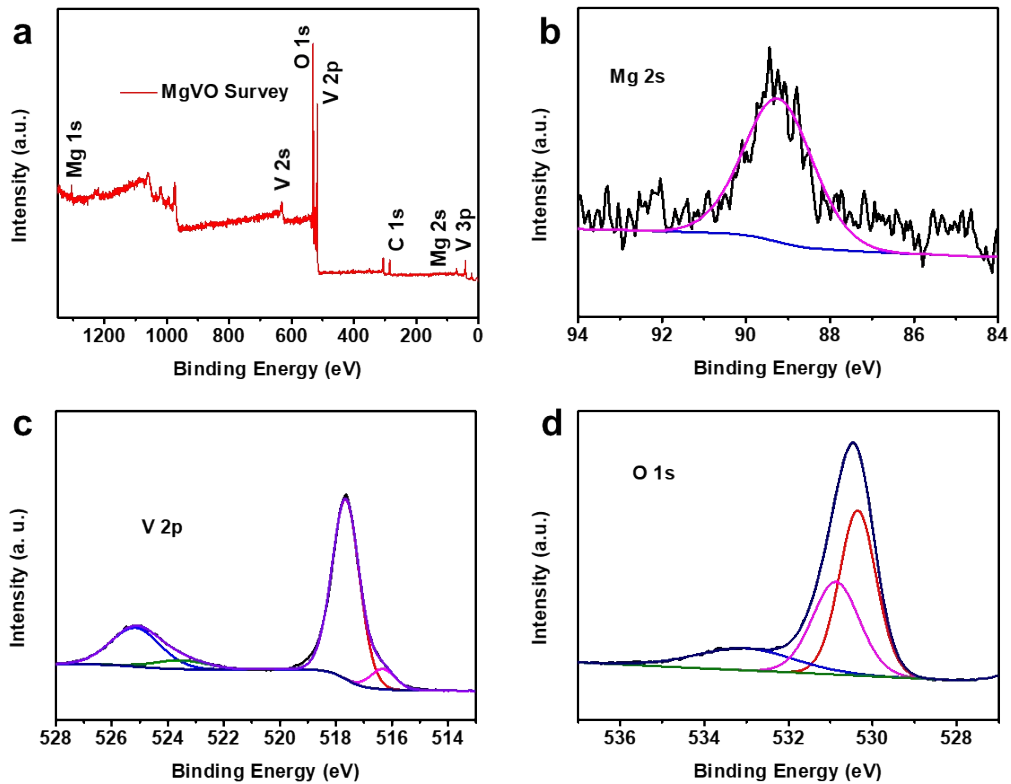 a
Intensity (a.u.)
MgVO Survey
Mg 1s
V 2s
O 1s
V 2p
C 1s
Mg 2s
V 3p
1200 1000 800 600 400 200 0
Binding Energy (eV)
b
Intensity (a.u.)
Mg 2s
94 92 90 88 86 84
Binding Energy (eV)
c
Intensity (a. u.)
V 2p
528 526 524 522 520 518 516 514
Binding Energy (eV)
d
Intensity (a.u.)
O 1s
536 534 532 530 528
Binding Energy (eV)